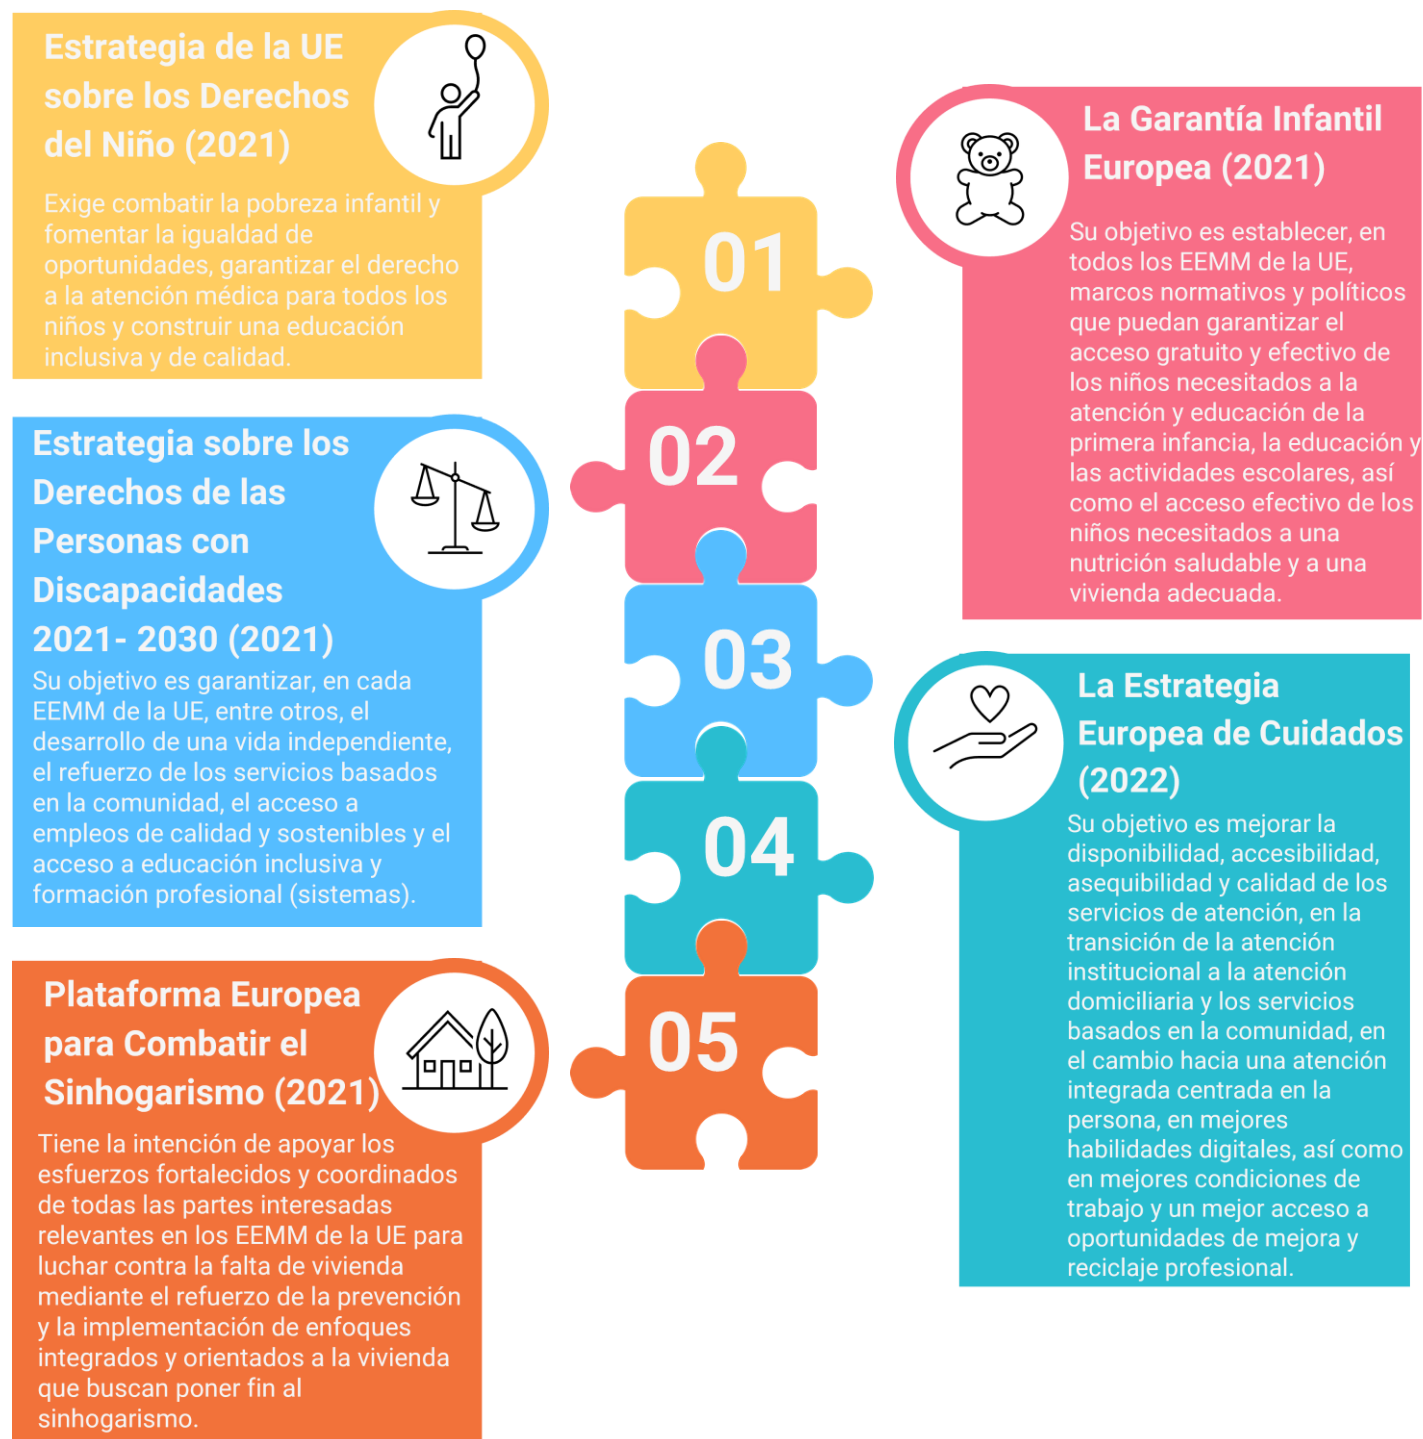 Estrategia de la UE
sobre los Derechos
del Niño (2021)
Exige combatir la pobreza infantil y
fomentar la igualdad de
oportunidades, garantizar el derecho
a la atención médica para todos los
niños y construir una educación
inclusiva y de calidad.
01
La Garantía Infantil
Europea (2021)
Su objetivo es establecer, en
todos los EEMM de la UE,
marcos normativos y políticos
que puedan garantizar el
acceso gratuito y efectivo de
los niños necesitados a la
atención y educación de la
primera infancia, la educación y
las actividades escolares, así
como el acceso efectivo de los
niños necesitados a una
nutrición saludable y a una
vivienda adecuada.
02
Estrategia sobre los
Derechos de las
Personas con
Discapacidades
2021- 2030 (2021)
Su objetivo es garantizar, en cada
EEMM de la UE, entre otros, el
desarrollo de una vida independiente,
el refuerzo de los servicios basados
en la comunidad, el acceso a
empleos de calidad y sostenibles y el
acceso a educación inclusiva y
formación profesional (sistemas).
03
La Estrategia
Europea de Cuidados
(2022)
Su objetivo es mejorar la
disponibilidad, accesibilidad,
asequibilidad y calidad de los
servicios de atención, en la
transición de la atención
institucional a la atención
domiciliaria y los servicios
basados en la comunidad, en
el cambio hacia una atención
integrada centrada en la
persona, en mejores
habilidades digitales, así como
en mejores condiciones de
trabajo y un mejor acceso a
oportunidades de mejora y
reciclaje profesional.
04
Plataforma Europea
para Combatir el
Sinhogarismo (2021)
Tiene la intención de apoyar los
esfuerzos fortalecidos y coordinados
de todas las partes interesadas
relevantes en los EEMM de la UE para
luchar contra la falta de vivienda
mediante el refuerzo de la prevención
y la implementación de enfoques
integrados y orientados a la vivienda
que buscan poner fin al
sinhogarismo.
05